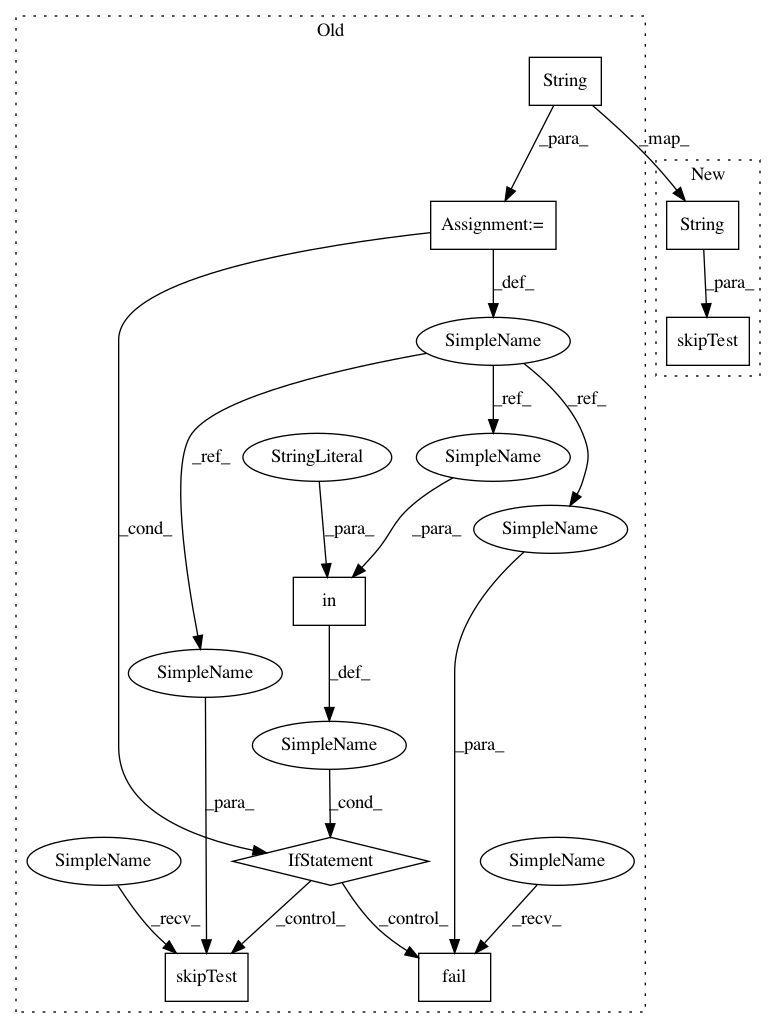 Old
String
_para_
_map_
New
Assignment:=
String
_def_
_para_
SimpleName
skipTest
_ref_
_ref_
StringLiteral
SimpleName
_ref_
SimpleName
_cond_
_para_
_para_
in
SimpleName
_def_
SimpleName
_para_
_para_
_cond_
SimpleName
IfStatement
SimpleName
_recv_
_control_
_control_
_recv_
skipTest
fail